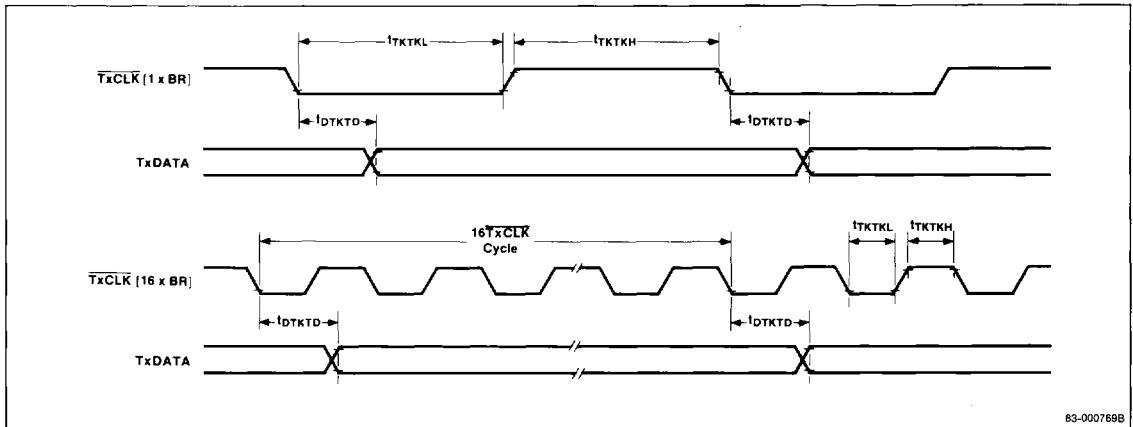 tTKTKL
tTKTKH
TxCLK [1 x BR]
tDTKTD
tDTKTD
TxDATA
16TxCLK
Cycle
tTKTKL
tTKTKH
TxCLK [16 x BR]
tDTKTD
tDTKTD
TxDATA
83-000769B